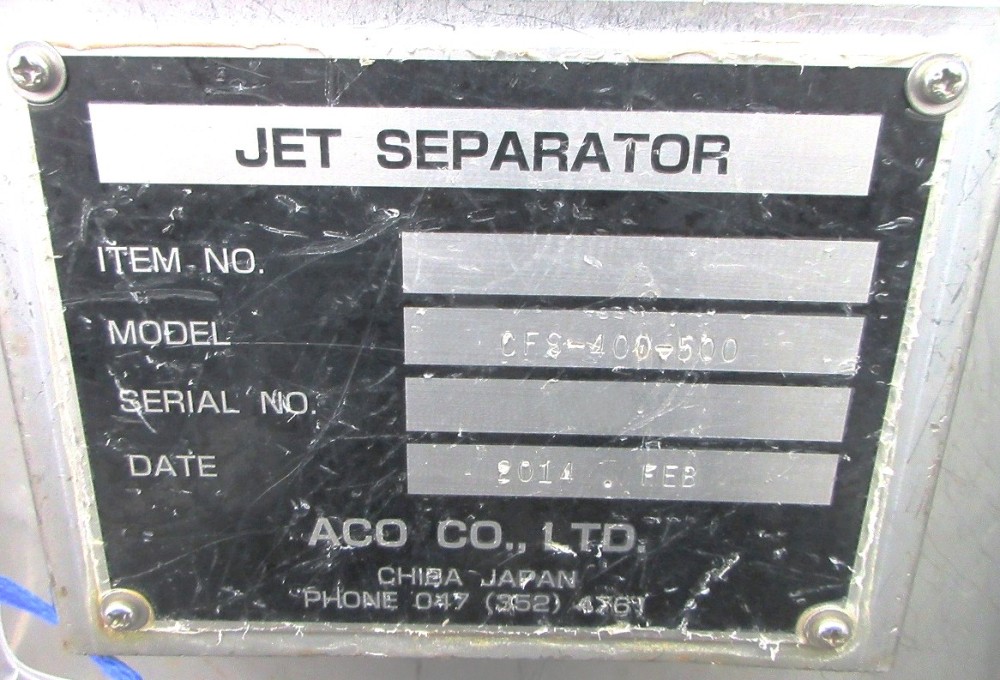 JET SEPARATOR
ITEM NO.
MODEL CFS-400-500
SERIAL NO.
DATE 2014 . FEB
ACO CO., LTD.
CHIBA JAPAN
PHONE 047 (352) 4761